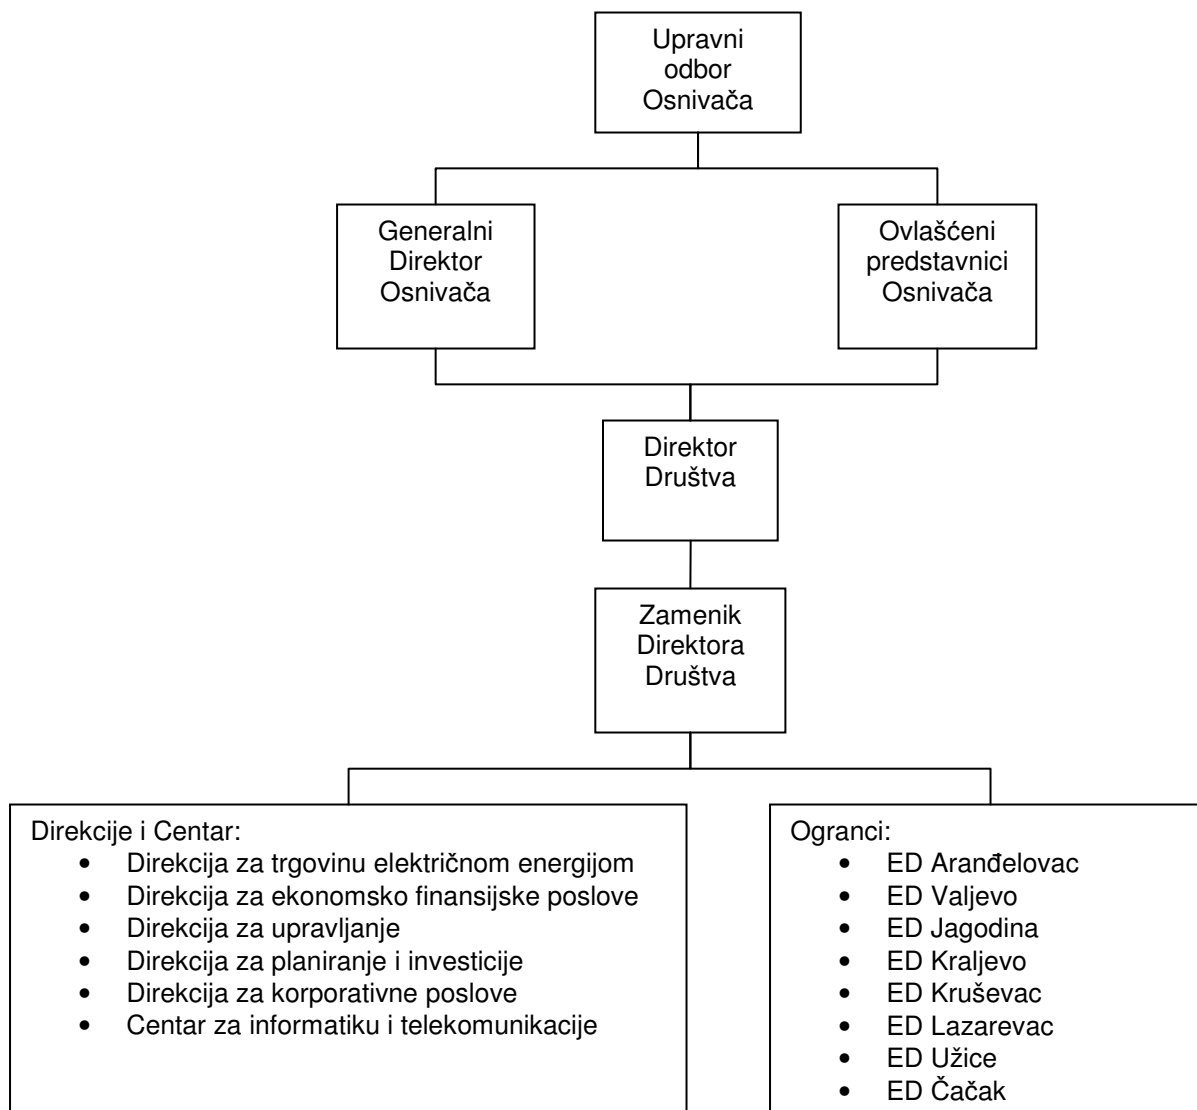 Upravni
odbor
Osnivača
Generalni
Direktor
Osnivača
Ovlašćeni
predstavnici
Osnivača
Direktor
Društva
Zamenik
Direktora
Društva
Direkcije i Centar:
• Direkcija za trgovinu električnom energijom
• Direkcija za ekonomsko finansijske poslove
• Direkcija za upravljanje
• Direkcija za planiranje i investicije
• Direkcija za korporativne poslove
• Centar za informatiku i telekomunikacije
Ogranci:
• ED Aranđelovac
• ED Valjevo
• ED Jagodina
• ED Kraljevo
• ED Kruševac
• ED Lazarevac
• ED Užice
• ED Čačak